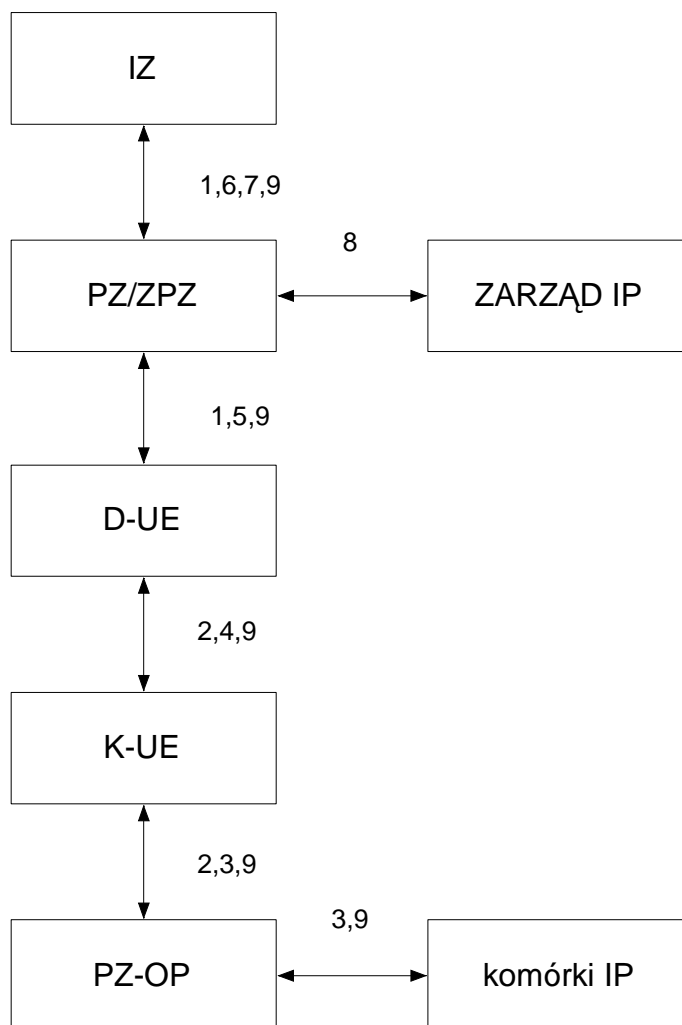 IZ
1,6,7,9
8
PZ/ZPZ
ZARZĄD IP
1,5,9
D-UE
2,4,9
K-UE
2,3,9
3,9
PZ-OP
komórki IP